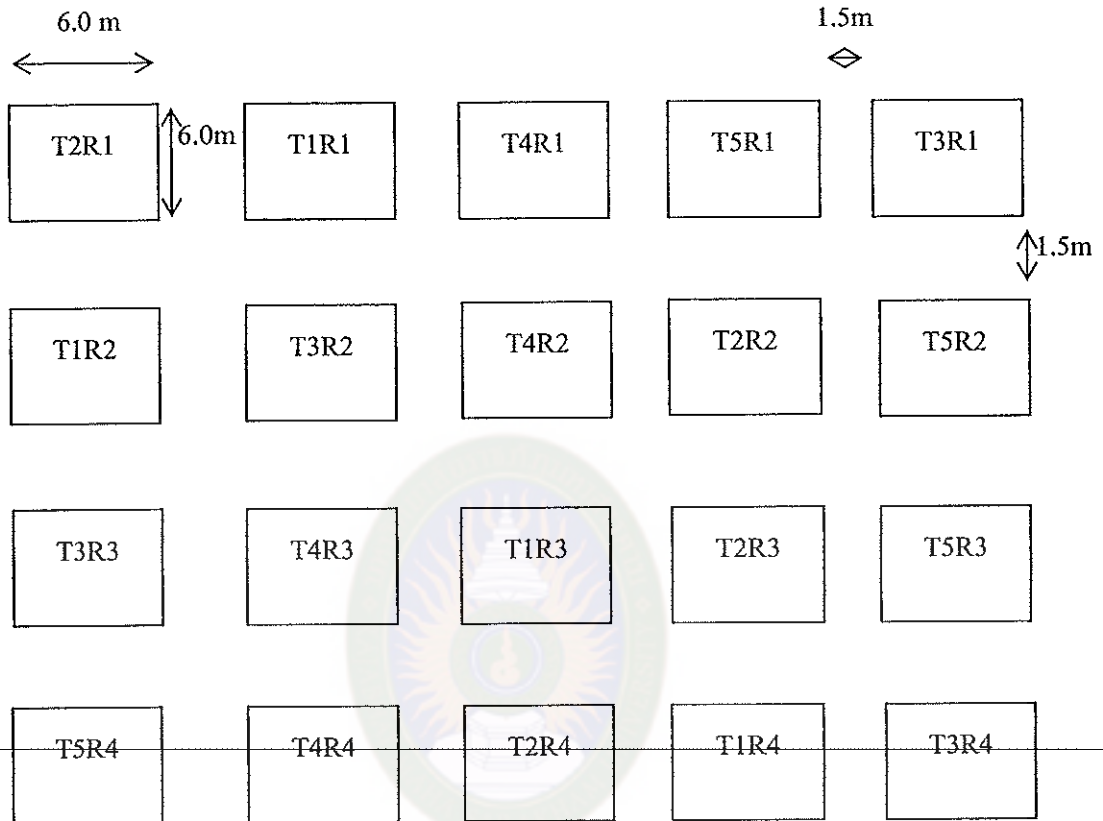 6.0 m 1.5m
6.0m
T2R1 T1R1 T4R1 T5R1 T3R1
1.5m
T1R2 T3R2 T4R2 T2R2 T5R2
T3R3 T4R3 T1R3 T2R3 T5R3
T5R4 T4R4 T2R4 T1R4 T3R4